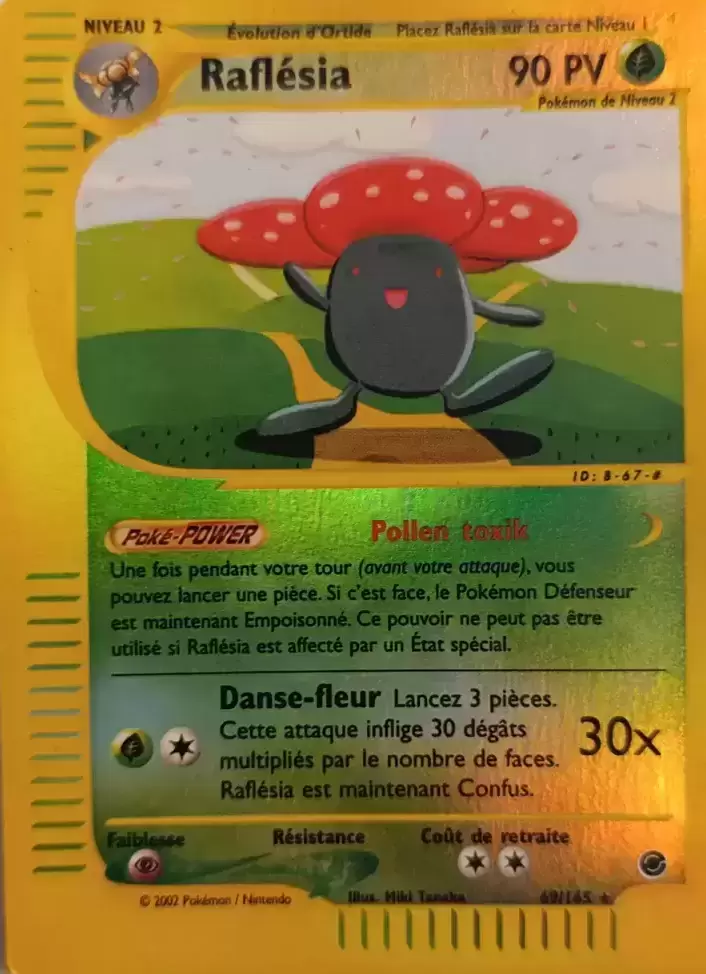 NIVEAU 2 Évolution d'Ortide Placez Raflésia sur la carte Niveau 1
Raflésia 90 PV
Pokémon de Niveau 2
ID: B-67-#
Poké-POWER Pollen toxik
Une fois pendant votre tour (avant votre attaque), vous
pouvez lancer une pièce. Si c'est face, le Pokémon Défenseur
est maintenant Empoisonné. Ce pouvoir ne peut pas être
utilisé si Raflésia est affecté par un État spécial.
Danse-fleur Lancez 3 pièces.
Cette attaque inflige 30 dégâts
multipliés par le nombre de faces.
Raflésia est maintenant Confus.
30x
Faiblesse Résistance Coût de retraite
© 2002 Pokémon / Nintendo Illus. Miki Tanaka 69/165 ★